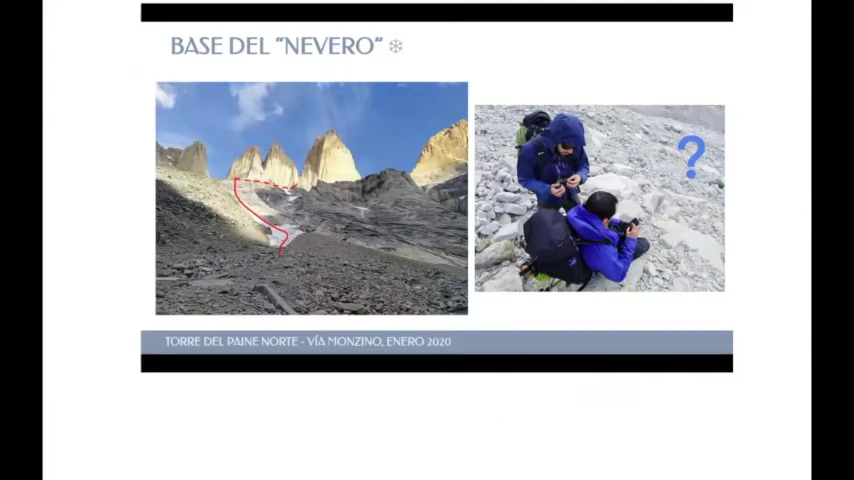 BASE DEL "NEVERO" ❄
?
TORRE DEL PAINE NORTE - VÍA MONZINO, ENERO 2020